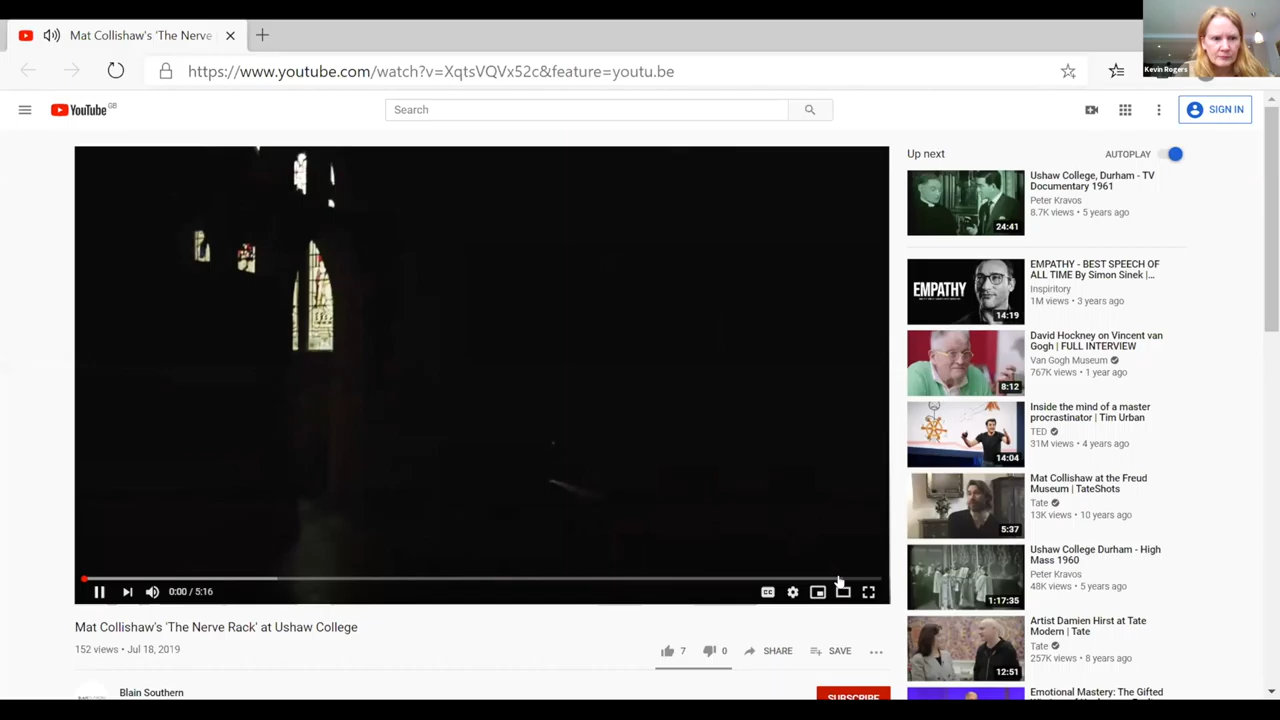 Mat Collishaw's 'The Nerve
https://www.youtube.com/watch?v=XqKeVQVx52c&feature=youtu.be
Kevin Rogers
YouTube GB
Search
SIGN IN
Up next
AUTOPLAY
Ushaw College, Durham - TV
Documentary 1961
Peter Kravos
8.7K views • 5 years ago
24:41
EMPATHY - BEST SPEECH OF
ALL TIME By Simon Sinek |...
Inspiritory
1M views • 3 years ago
EMPATHY
14:19
David Hockney on Vincent van
Gogh | FULL INTERVIEW
Van Gogh Museum
767K views • 1 year ago
8:12
Inside the mind of a master
procrastinator | Tim Urban
TED
31M views • 4 years ago
14:04
Mat Collishaw at the Freud
Museum | TateShots
Tate
13K views • 10 years ago
5:37
Ushaw College Durham - High
Mass 1960
Peter Kravos
48K views • 5 years ago
1:17:35
Artist Damien Hirst at Tate
Modern | Tate
Tate
257K views • 8 years ago
12:51
Emotional Mastery: The Gifted
0:00 / 5:16
CC
Mat Collishaw's 'The Nerve Rack' at Ushaw College
152 views • Jul 18, 2019
7
0
SHARE
SAVE
Blain Southern
SUBSCRIBE